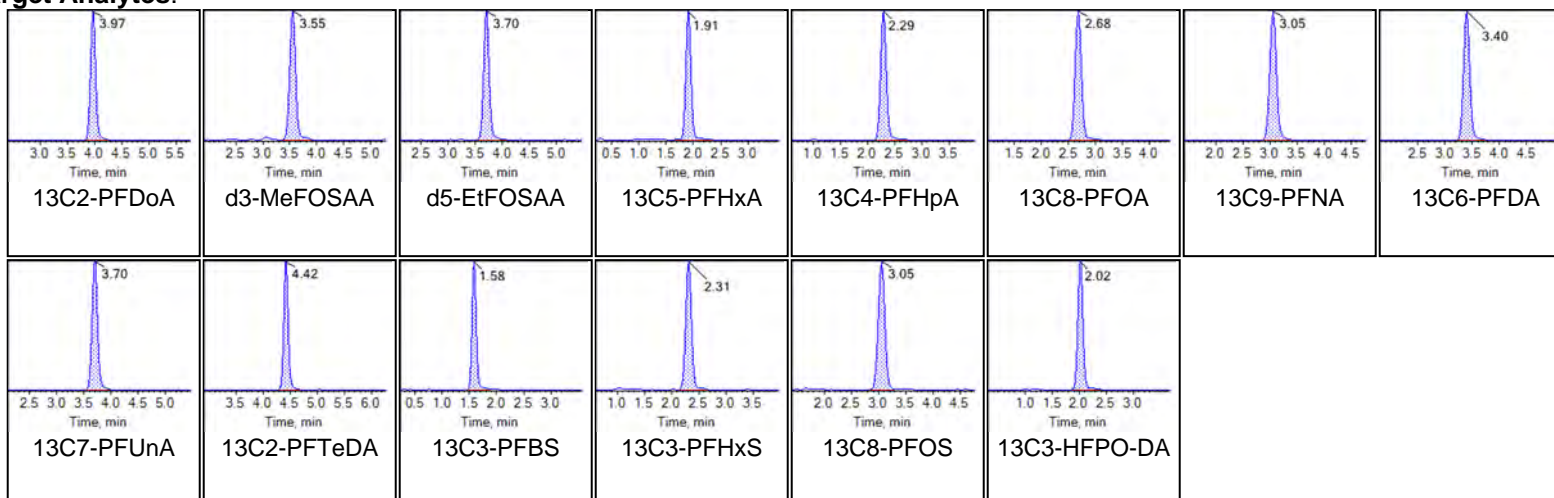 rget Analytes:
3.97 3.55 3.70 1.91 2.29 2.68 3.05 3.40
3.0 3.5 4.0 4.5 5.0 5.5 2.5 3.0 3.5 4.0 4.5 5.0 2.5 3.0 3.5 4.0 4.5 5.0 0.5 1.0 1.5 2.0 2.5 3.0 1.0 1.5 2.0 2.5 3.0 3.5 1.5 2.0 2.5 3.0 3.5 4.0 2.0 2.5 3.0 3.5 4.0 4.5 2.5 3.0 3.5 4.0 4.5
Time, min Time, min Time, min Time, min Time, min Time, min Time, min Time, min
13C2-PFDoA d3-MeFOSAA d5-EtFOSAA 13C5-PFHxA 13C4-PFHpA 13C8-PFOA 13C9-PFNA 13C6-PFDA
3.70 4.42 1.58 2.31 3.05 2.02
2.5 3.0 3.5 4.0 4.5 5.0 3.5 4.0 4.5 5.0 5.5 6.0 0.5 1.0 1.5 2.0 2.5 3.0 1.0 1.5 2.0 2.5 3.0 3.5 2.0 2.5 3.0 3.5 4.0 4.5 1.0 1.5 2.0 2.5 3.0
Time, min Time, min Time, min Time, min Time, min Time, min
13C7-PFUnA 13C2-PFTeDA 13C3-PFBS 13C3-PFHxS 13C8-PFOS 13C3-HFPO-DA